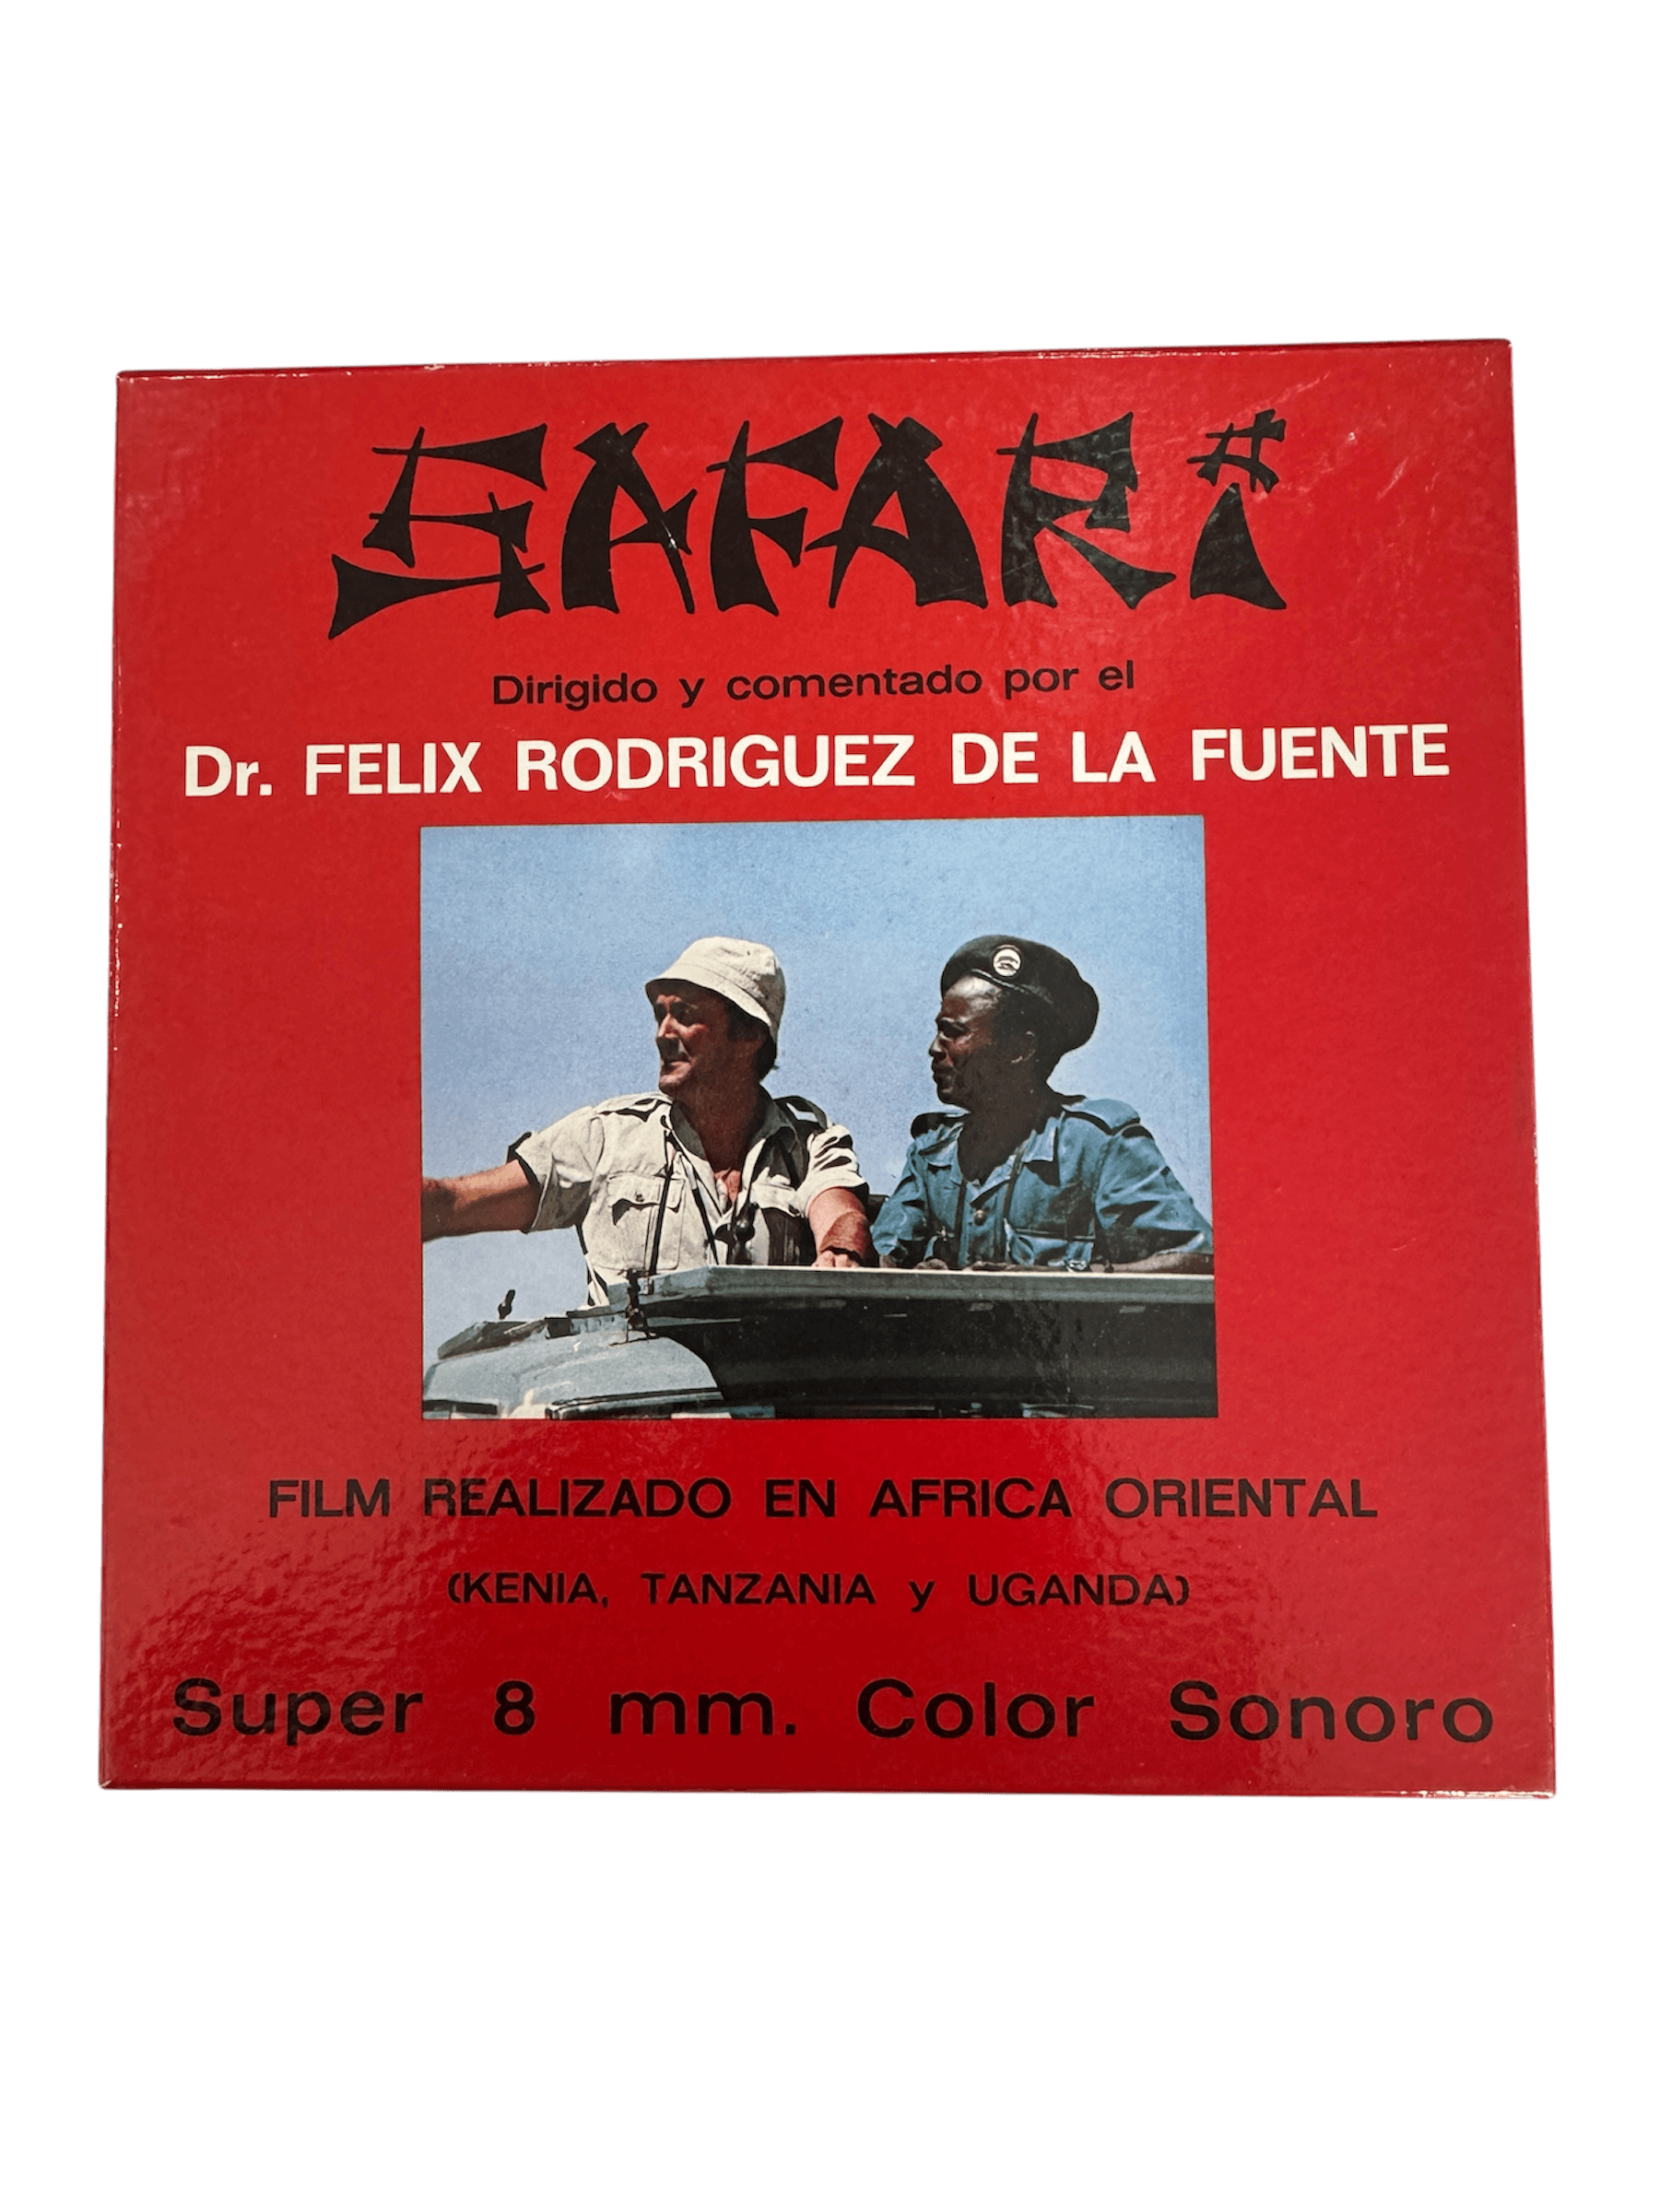 SAFARi
Dirigido y comentado por el
Dr. FELIX RODRIGUEZ DE LA FUENTE
FILM REALIZADO EN AFRICA ORIENTAL
(KENIA, TANZANIA y UGANDA)
Super 8 mm. Color Sonoro